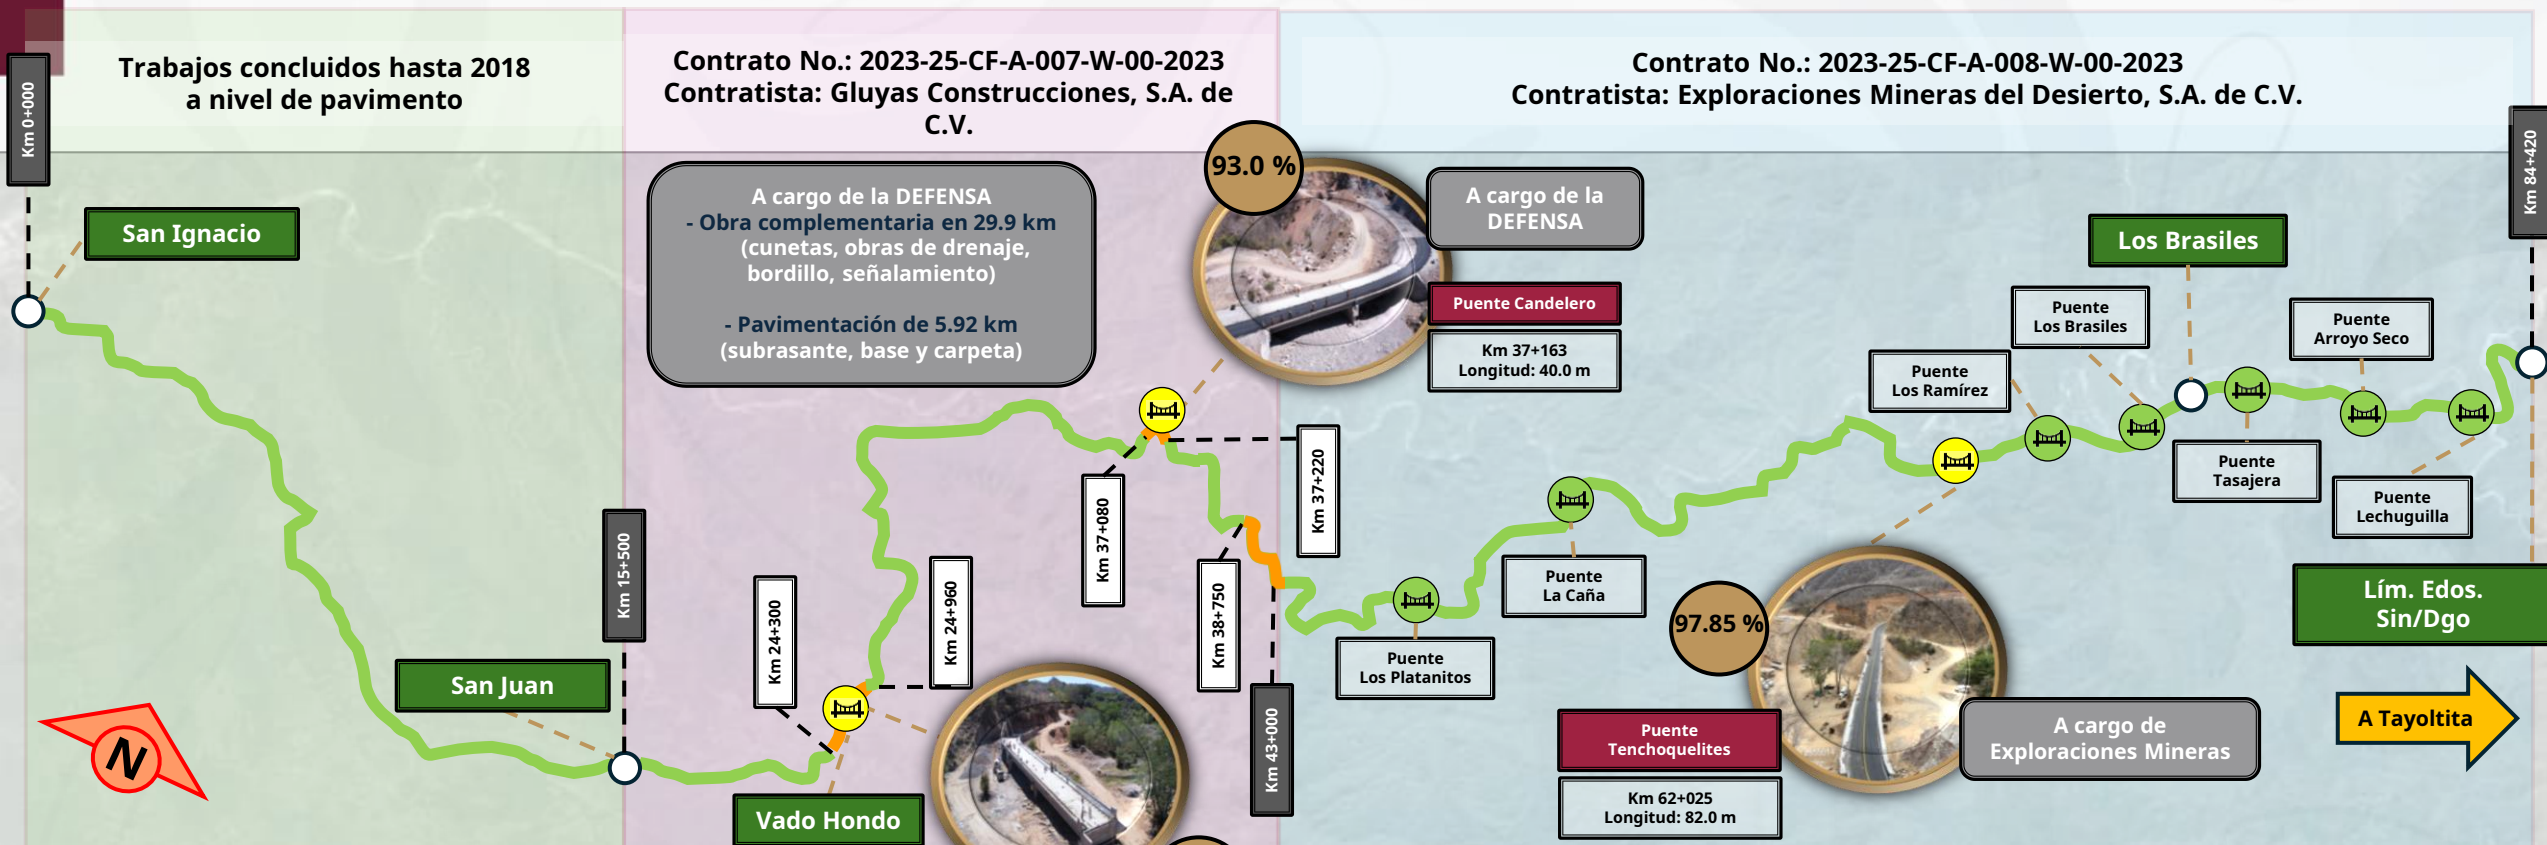 Trabajos concluidos hasta 2018
a nivel de pavimento
Contrato No.: 2023-25-CF-A-007-W-00-2023
Contratista: Gluyas Construcciones, S.A. de
C.V.
Contrato No.: 2023-25-CF-A-008-W-00-2023
Contratista: Exploraciones Mineras del Desierto, S.A. de C.V.
Km 0+000
San Ignacio
Km 15+500
San Juan
N
A cargo de la DEFENSA
- Obra complementaria en 29.9 km
(cunetas, obras de drenaje,
bordillo, señalamiento)
- Pavimentación de 5.92 km
(subrasante, base y carpeta)
93.0 %
A cargo de la
DEFENSA
Puente Candelero
Km 37+163
Longitud: 40.0 m
Km 24+300
Km 24+960
Vado Hondo
Km 37+080
Km 37+220
Km 38+750
Km 43+000
Puente
Los Platanitos
Puente
La Caña
97.85 %
Puente
Tenchoquelites
Km 62+025
Longitud: 82.0 m
A cargo de
Exploraciones Mineras
Puente
Los Ramírez
Puente
Los Brasiles
Los Brasiles
Puente
Tasajera
Puente
Arroyo Seco
Puente
Lechuguilla
Km 84+420
Lím. Edos.
Sin/Dgo
A Tayoltita